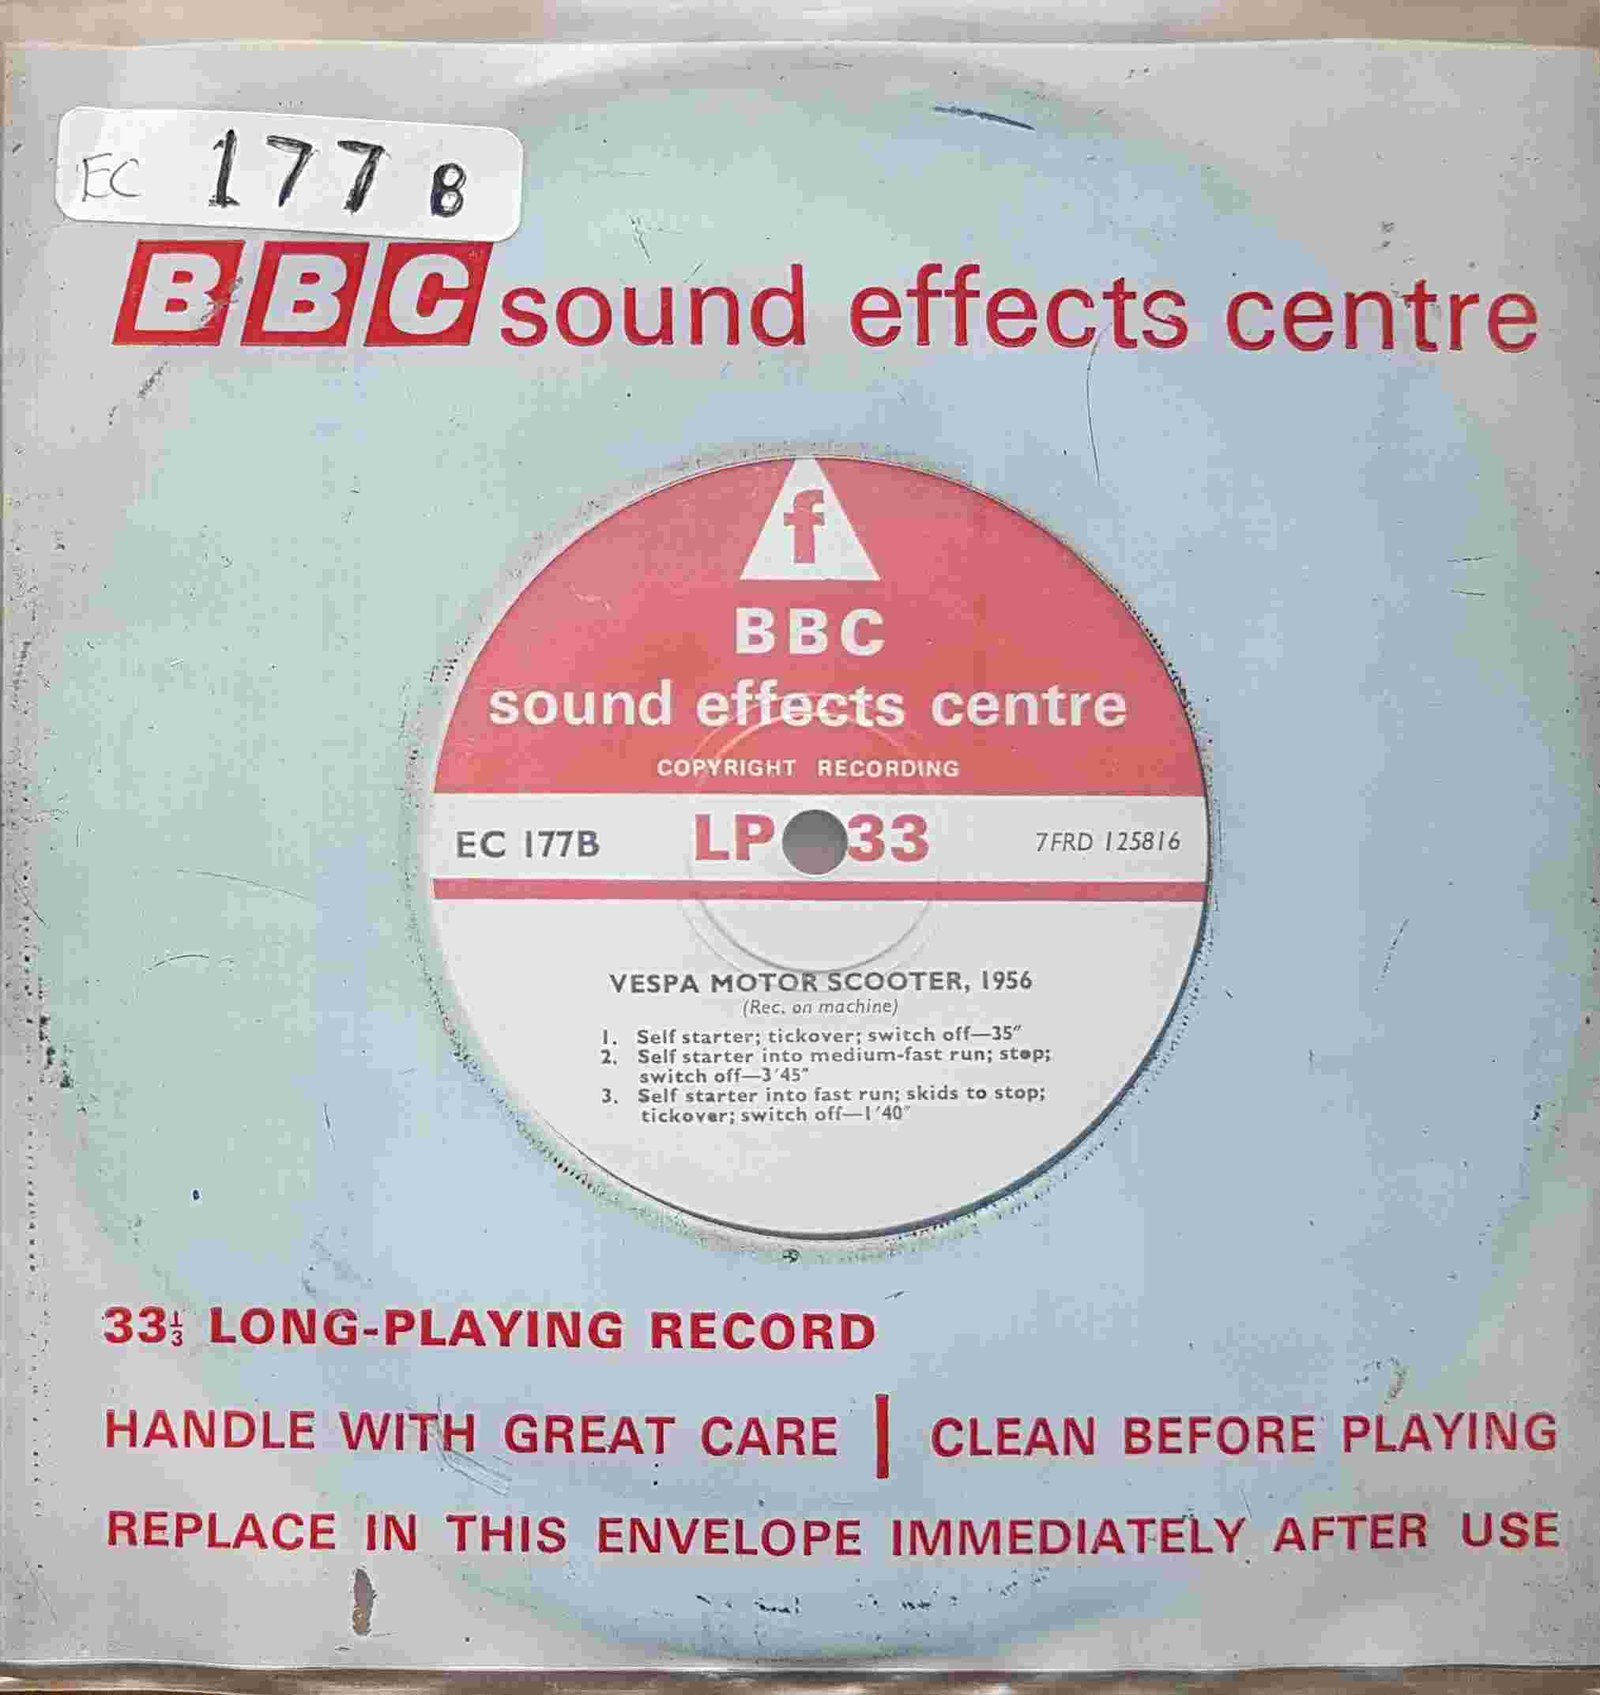 EC 177 B
BBC sound effects centre
f
BBC
sound effects centre
COPYRIGHT RECORDING
EC 177B LP 33 7FRD 125816
VESPA MOTOR SCOOTER, 1956
(Rec. on machine)
1. Self starter; tickover; switch off—35"
2. Self starter into medium-fast run; stop;
switch off—3'45"
3. Self starter into fast run; skids to stop;
tickover; switch off—1'40"
33⅓ LONG-PLAYING RECORD
HANDLE WITH GREAT CARE | CLEAN BEFORE PLAYING
REPLACE IN THIS ENVELOPE IMMEDIATELY AFTER USE